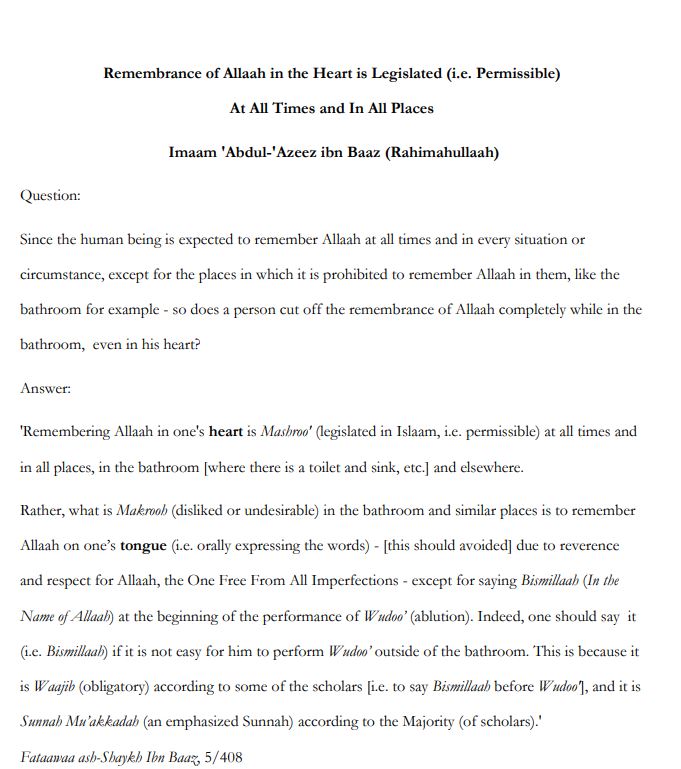 Remembrance of Allaah in the Heart is Legislated (i.e. Permissible)
At All Times and In All Places
Imaam 'Abdul-'Azeez ibn Baaz (Rahimahullaah)
Question:
Since the human being is expected to remember Allaah at all times and in every situation or
circumstance, except for the places in which it is prohibited to remember Allaah in them, like the
bathroom for example - so does a person cut off the remembrance of Allaah completely while in the
bathroom, even in his heart?
Answer:
'Remembering Allaah in one's heart is Mashroo' (legislated in Islaam, i.e. permissible) at all times and
in all places, in the bathroom [where there is a toilet and sink, etc.] and elsewhere.
Rather, what is Makrooh (disliked or undesirable) in the bathroom and similar places is to remember
Allaah on one’s tongue (i.e. orally expressing the words) - [this should avoided] due to reverence
and respect for Allaah, the One Free From All Imperfections - except for saying Bismillaah (In the
Name of Allaah) at the beginning of the performance of Wudoo’ (ablution). Indeed, one should say it
(i.e. Bismillaah) if it is not easy for him to perform Wudoo’ outside of the bathroom. This is because it
is Waajib (obligatory) according to some of the scholars [i.e. to say Bismillaah before Wudoo'], and it is
Sunnah Mu’akkadah (an emphasized Sunnah) according to the Majority (of scholars).'
Fataawaa ash-Shaykh Ibn Baaz, 5/408